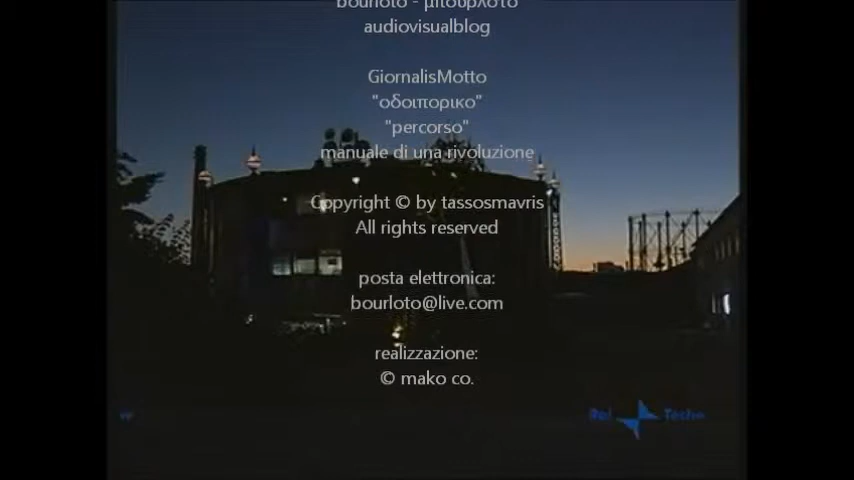 bourloto - μπουρλότο
audiovisualblog
GiornalisMotto
"οδοιπορικο"
"percorso"
manuale di una rivoluzione
Copyright © by tassosmavris
All rights reserved
posta elettronica:
bourloto@live.com
realizzazione:
© mako co.
Rai Teche